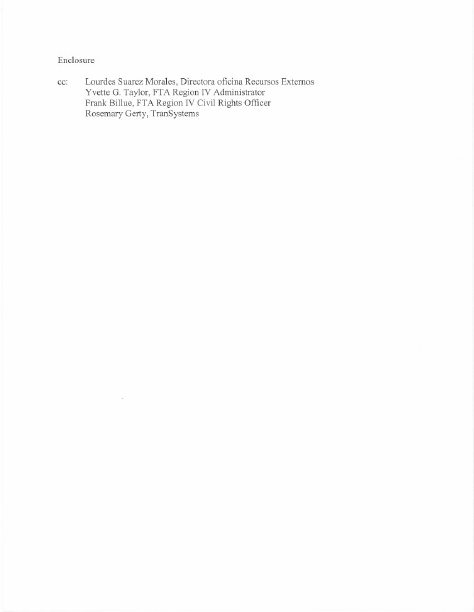 Enclosure
cc: Lourdes Suarez Morales, Directora oficina Recursos Externos
Yvette G. Taylor, FTA Region IV Administrator
Frank Billue, FTA Region IV Civil Rights Officer
Rosemary Gerty, TranSystems